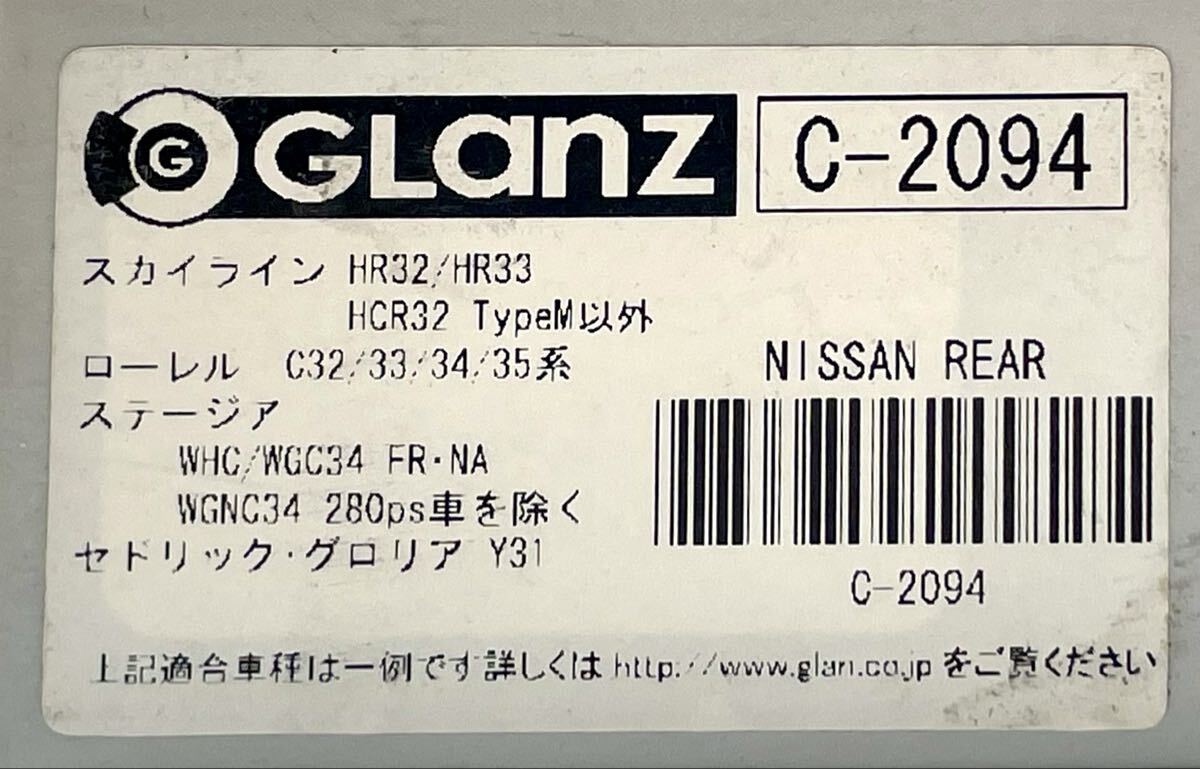 G GLanz C-2094
スカイライン HR32/HR33
HCR32 TypeM以外
ローレル C32/33/34/35系
ステージア
WHC/WGC34 FR・NA
WGNC34 280ps車を除く
セドリック・グロリア Y31
NISSAN REAR
C-2094
上記適合車種は一例です詳しくは http://www.glan.co.jp をご覧ください